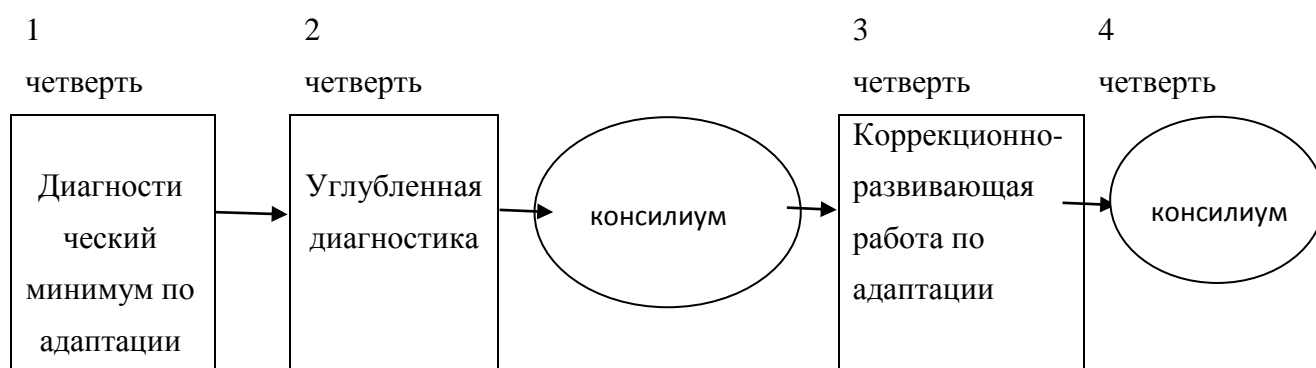 1
четверть
2
четверть
3
четверть
4
четверть
Диагности
ческий
минимум по
адаптации
Углубленная
диагностика
консилиум
Коррекционно-
развивающая
работа по
адаптации
консилиум